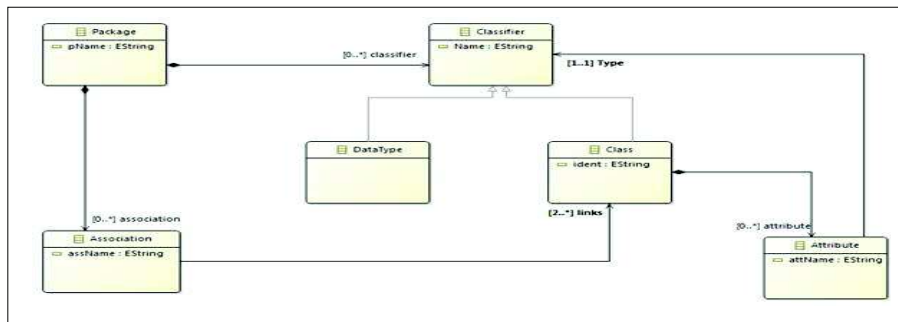 Package
pName : EString
Classifier
Name : EString
[0..*] classifier
[1..1] Type
DataType
Class
ident : EString
[2..*] links
[0..*] association
[0..*] attribute
Association
assName : EString
Attribute
attName : EString